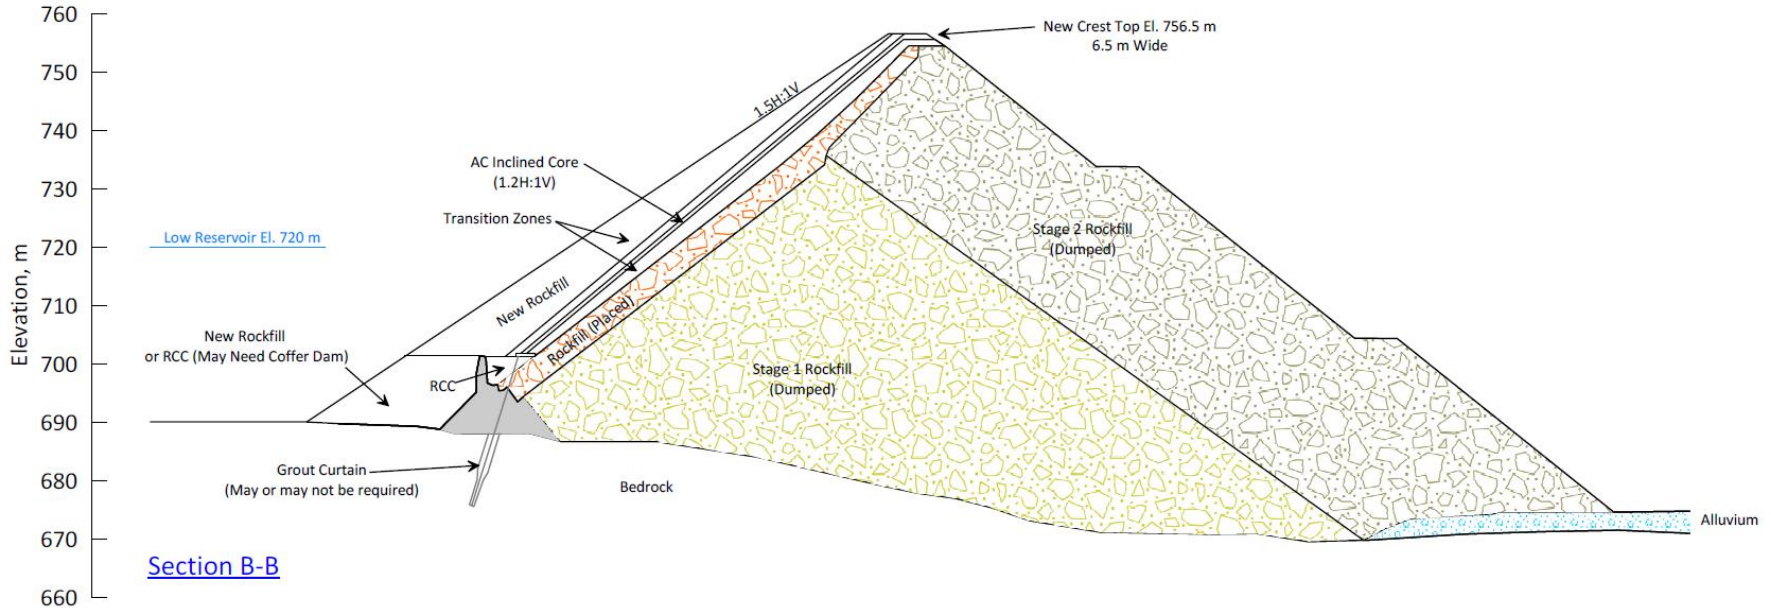 760
New Crest Top El. 756.5 m
6.5 m Wide
750
1.5H:1V
740
AC Inclined Core
(1.2H:1V)
730
Transition Zones
Low Reservoir El. 720 m
720
Stage 2 Rockfill
(Dumped)
Elevation, m
710
New Rockfill
Rockfill (Placed)
New Rockfill
or RCC (May Need Coffer Dam)
700
RCC
Stage 1 Rockfill
(Dumped)
690
Grout Curtain
(May or may not be required)
680
Bedrock
Alluvium
670
Section B-B
660